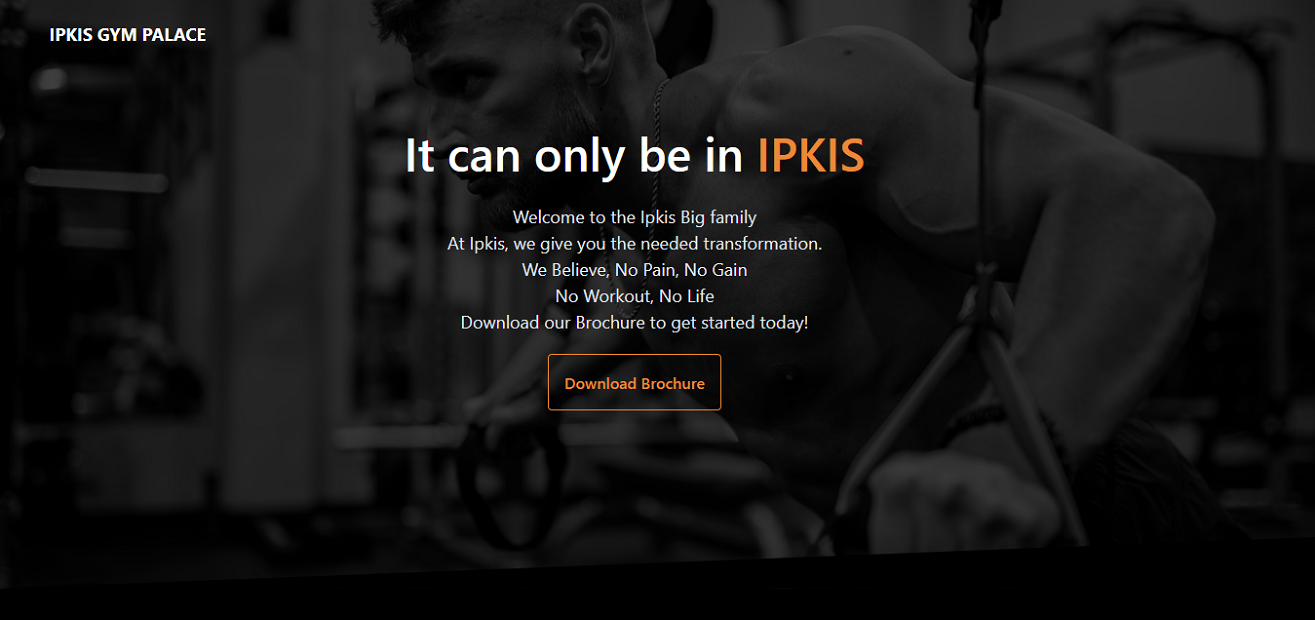 IPKIS GYM PALACE
It can only be in IPKIS
Welcome to the Ipkis Big family
At Ipkis, we give you the needed transformation.
We Believe, No Pain, No Gain
No Workout, No Life
Download our Brochure to get started today!
Download Brochure